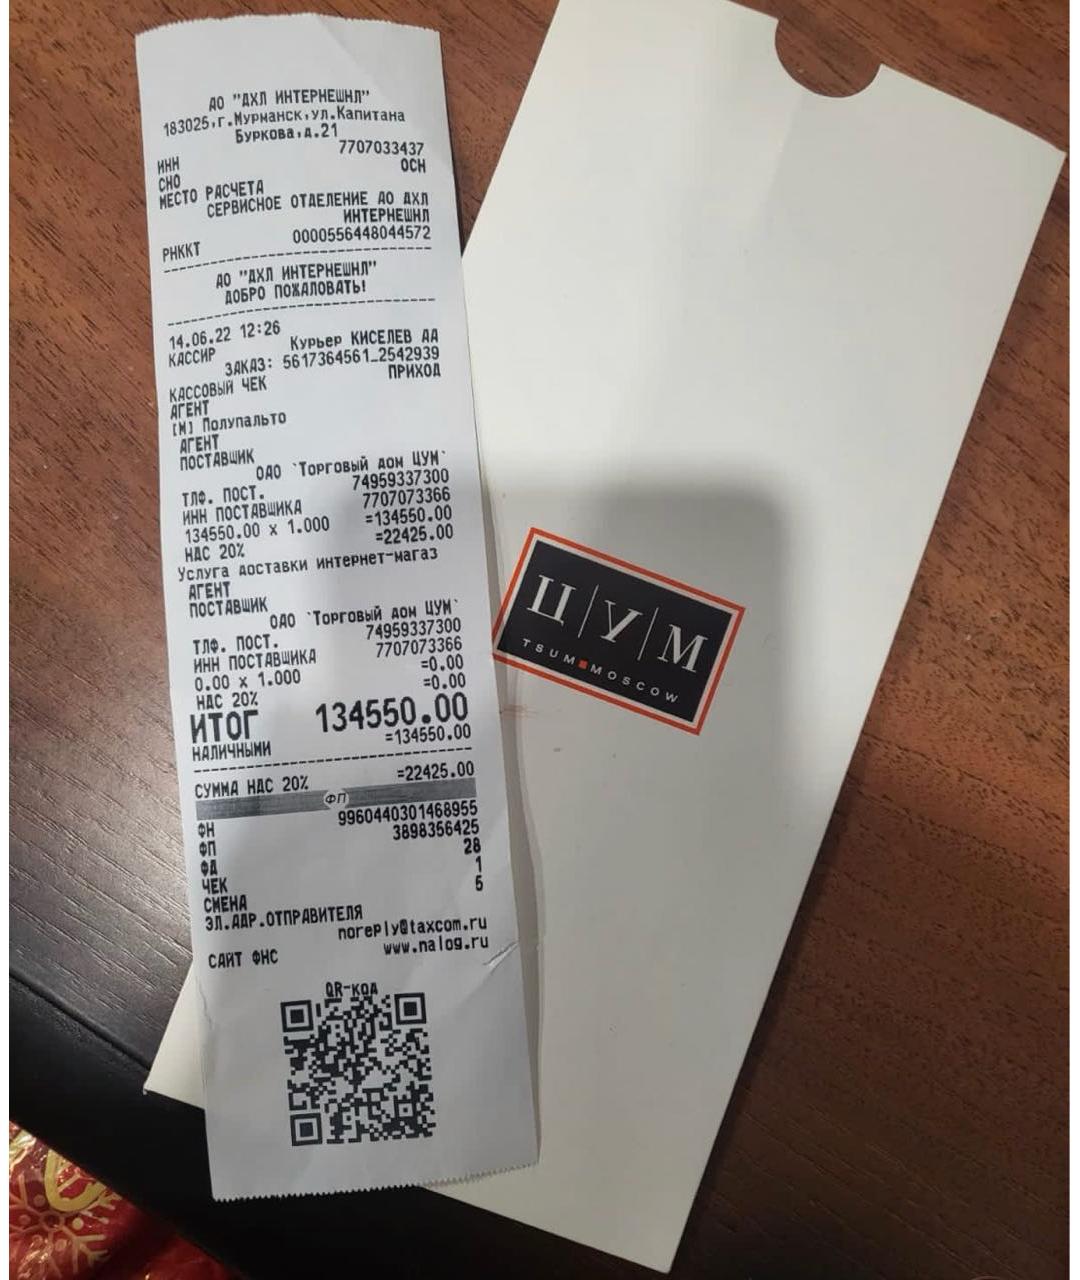 АО "ДХЛ ИНТЕРНЕШНЛ"
183025,г.Мурманск,ул.Капитана
Буркова,д.21
ИНН 7707033437
СНО ОСН
МЕСТО РАСЧЕТА
СЕРВИСНОЕ ОТДЕЛЕНИЕ АО ДХЛ
ИНТЕРНЕШНЛ
РНККТ 0000556448044572
АО "ДХЛ ИНТЕРНЕШНЛ"
ДОБРО ПОЖАЛОВАТЬ!
14.06.22 12:26
КАССИР Курьер КИСЕЛЕВ АА
ЗАКАЗ: 5617364561_2542939
КАССОВЫЙ ЧЕК ПРИХОД
АГЕНТ
[M] Полупальто
АГЕНТ
ПОСТАВЩИК
ОАО `Торговый дом ЦУМ`
ТЛФ. ПОСТ. 74959337300
ИНН ПОСТАВЩИКА 7707073366
134550.00 x 1.000 =134550.00
НДС 20% =22425.00
Услуга доставки интернет-магаз
АГЕНТ
ПОСТАВЩИК
ОАО `Торговый дом ЦУМ`
ТЛФ. ПОСТ. 74959337300
ИНН ПОСТАВЩИКА 7707073366
0.00 x 1.000 =0.00
НДС 20% =0.00
ИТОГ 134550.00
НАЛИЧНЫМИ =134550.00
СУММА НДС 20% =22425.00
ФП
ФН 9960440301468955
ФП 3898356425
ФД 28
ЧЕК 1
СМЕНА 5
ЭЛ.АДР.ОТПРАВИТЕЛЯ
noreply@taxcom.ru
САЙТ ФНС www.nalog.ru
QR-код
ЦУМ
TSUM MOSCOW